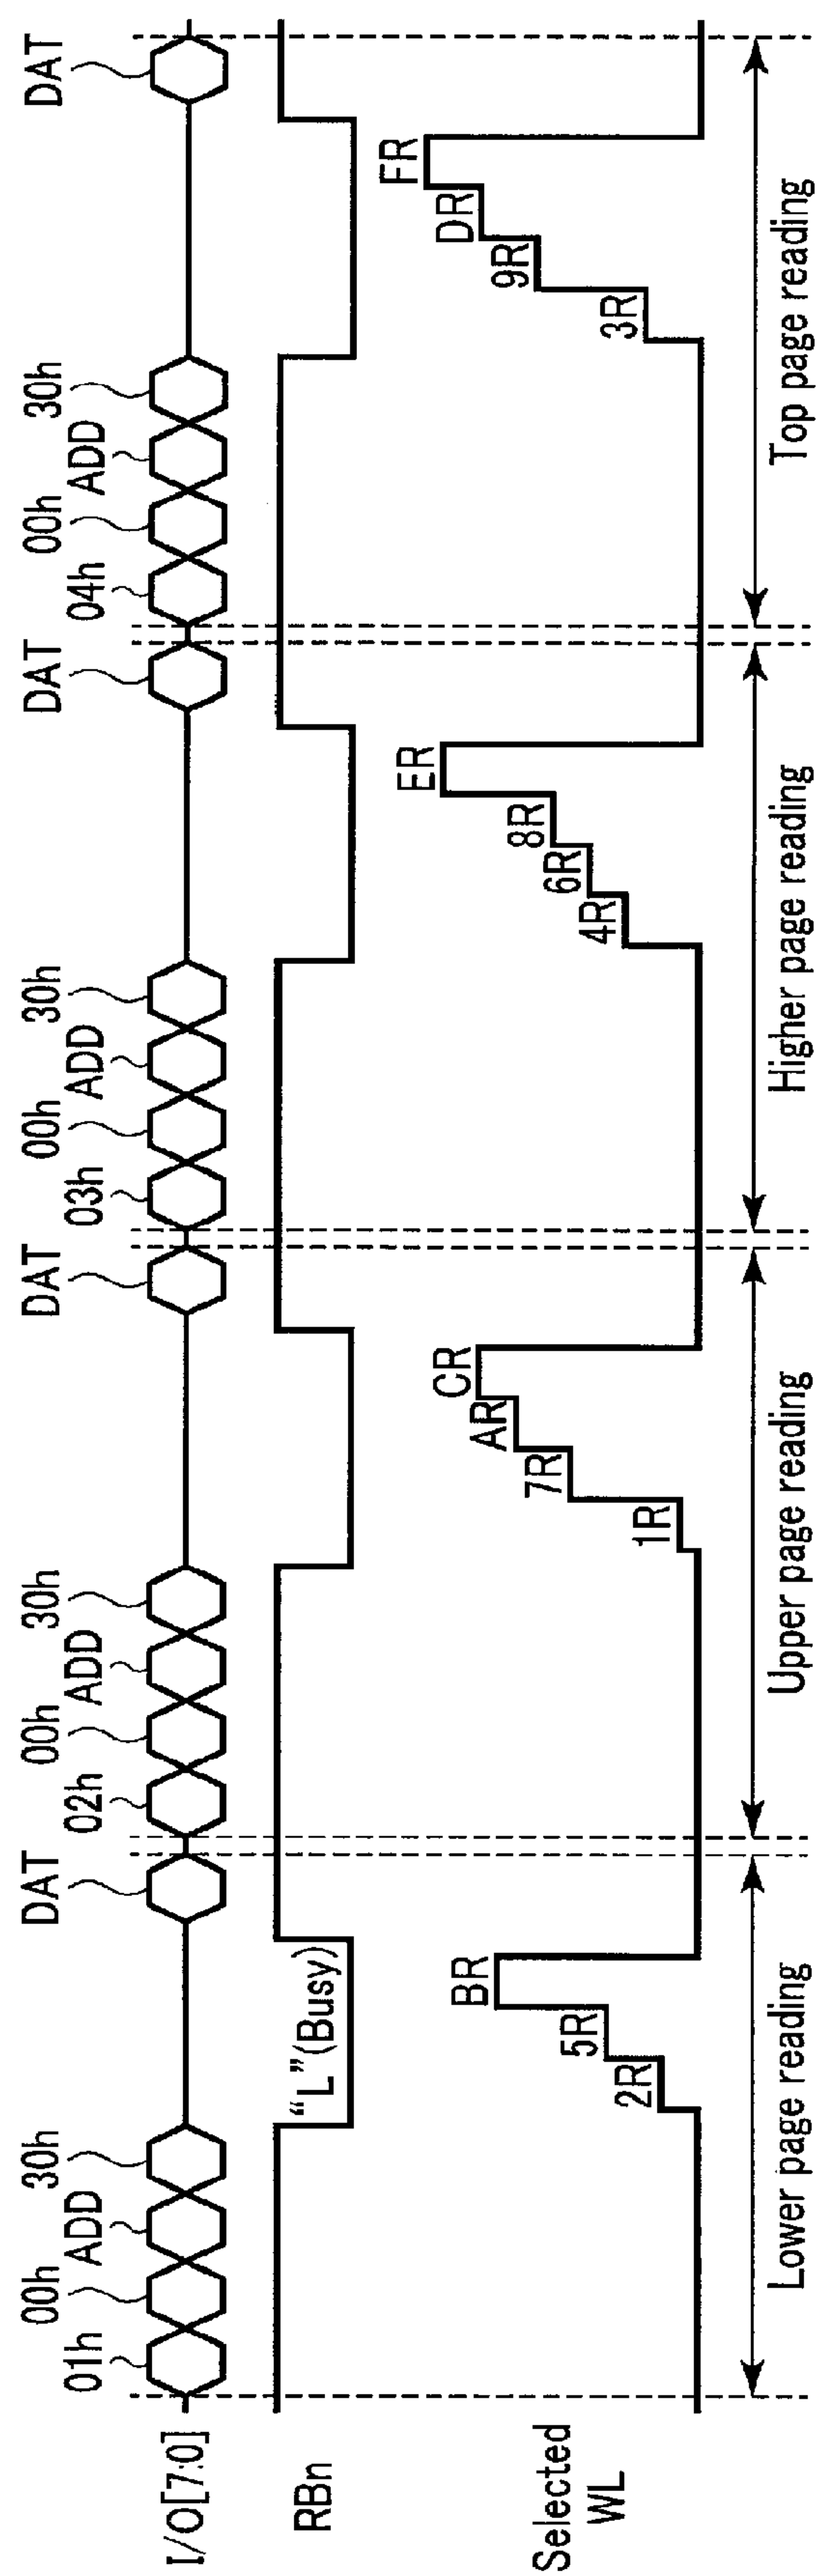 I/O[7:0]
01h
00h
ADD
30h
DAT
02h
00h
ADD
30h
DAT
03h
00h
ADD
30h
DAT
04h
00h
ADD
30h
DAT
RBn
“L”(Busy)
Selected
WL
2R
5R
BR
1R
7R
AR
CR
4R
6R
8R
ER
3R
9R
DR
FR
Lower page reading
Upper page reading
Higher page reading
Top page reading